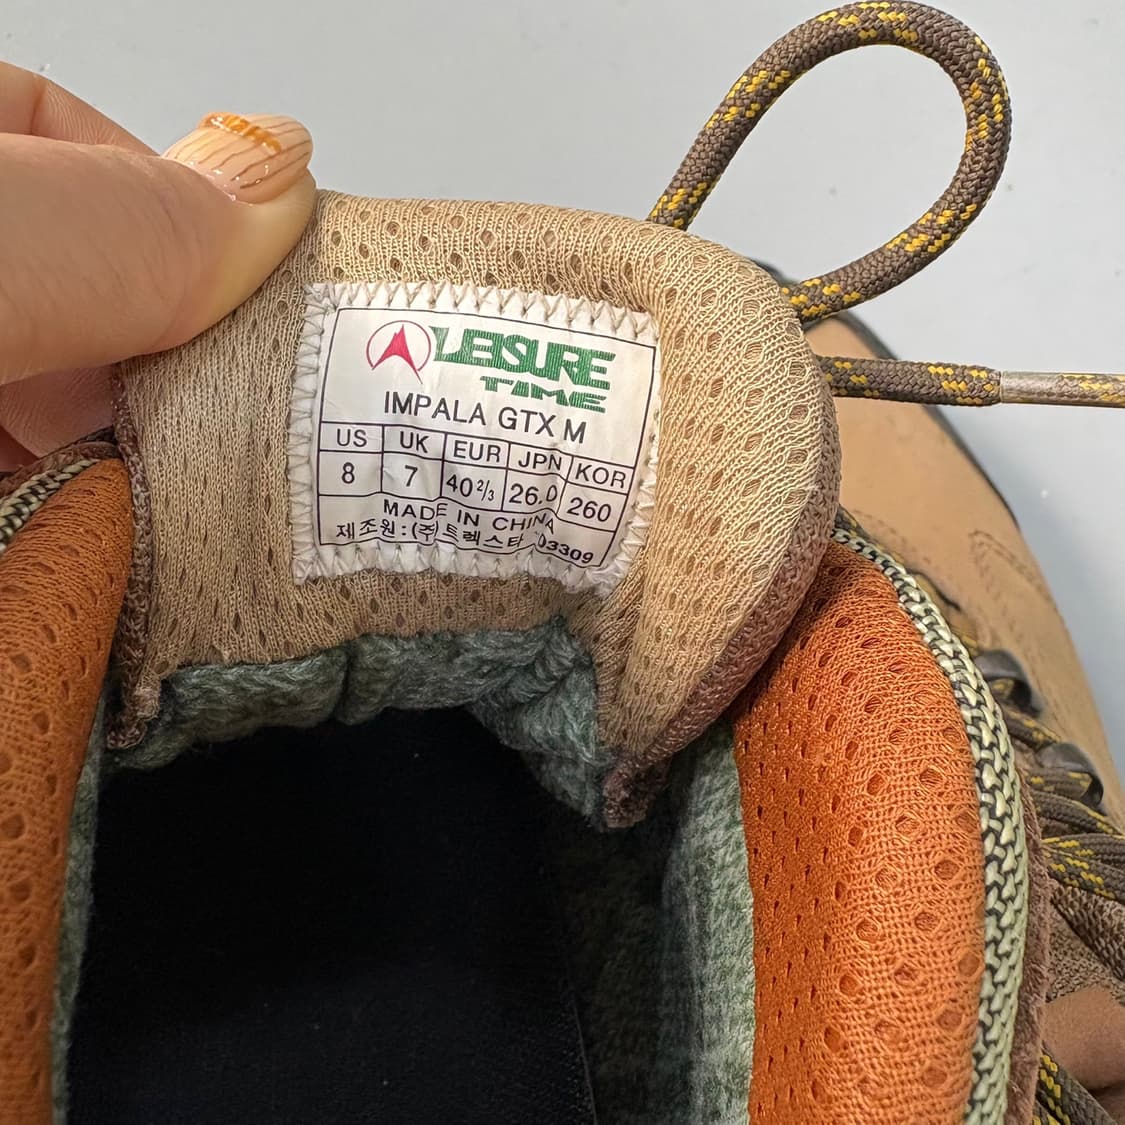 LEISURE
TIME
IMPALA GTX M
US UK EUR JPN KOR
8 7 40 2/3 26.0 260
MADE IN CHINA
제조원:(주)트렉스타 03309